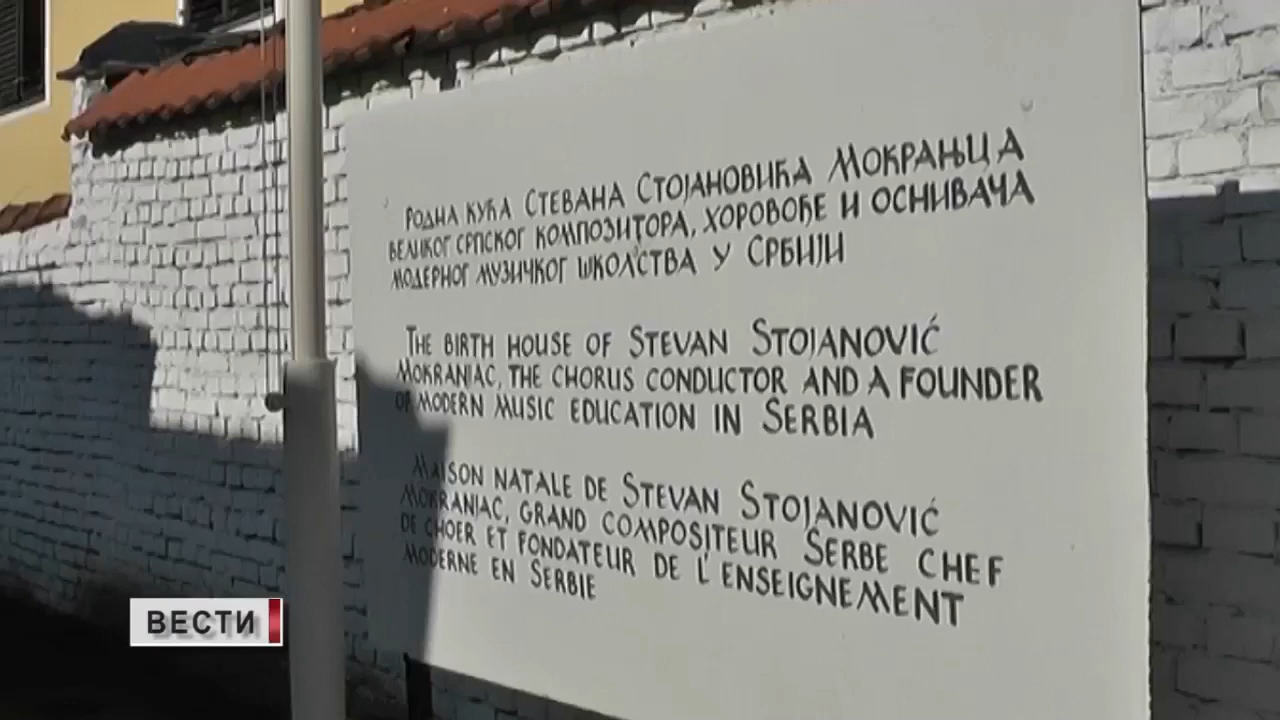 РОДНА КУЋА СТЕВАНА СТОЈАНОВИЋА МОКРАЊЦА
ВЕЛИКОГ СРПСКОГ КОМПОЗИТОРА, ХОРОВОЂЕ И ОСНИВАЧА
МОДЕРНОГ МУЗИЧКОГ ШКОЛСТВА У СРБИЈИ
THE BIRTH HOUSE OF STEVAN STOJANOVIĆ
MOKRANJAC, THE CHORUS CONDUCTOR AND A FOUNDER
OF MODERN MUSIC EDUCATION IN SERBIA
MAISON NATALE DE STEVAN STOJANOVIĆ
MOKRANJAC, GRAND COMPOSITEUR SERBE CHEF
DE CHOER ET FONDATEUR DE L'ENSEIGNEMENT
MODERNE EN SERBIE
ВЕСТИ